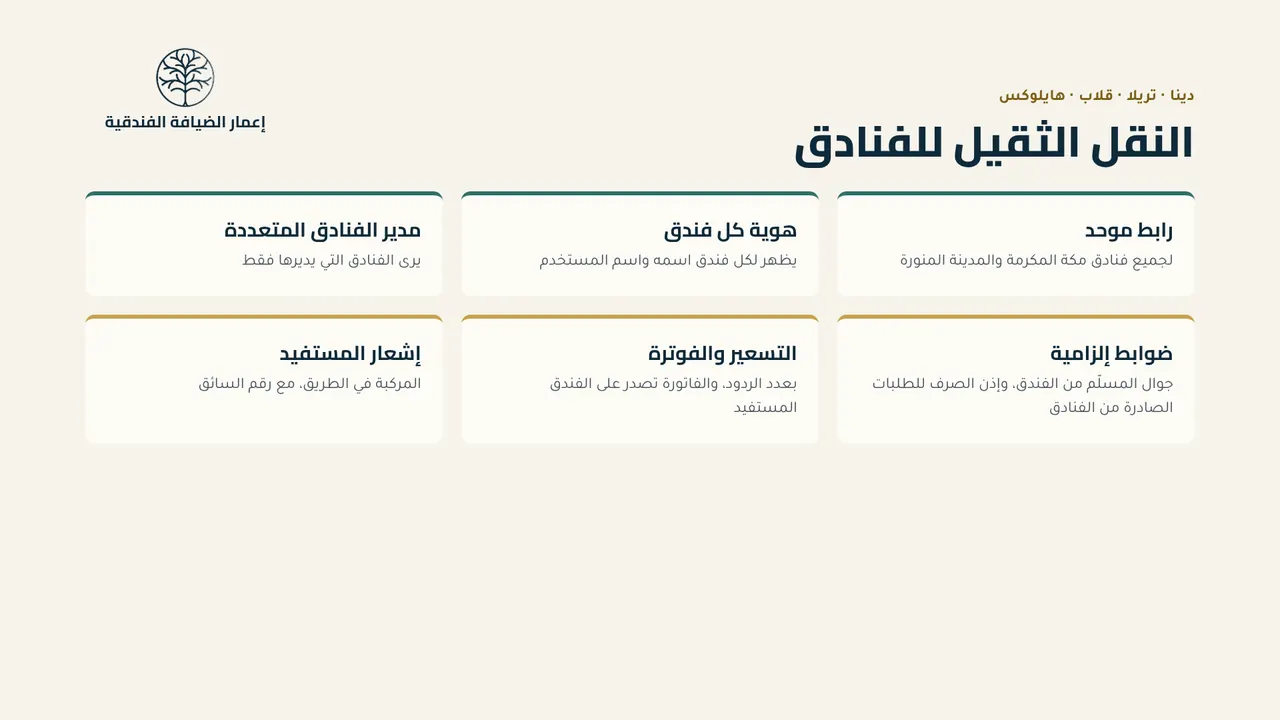 إعمار الضيافة الفندقية
دينا · تريلا · قلاب · هايلوكس
النقل الثقيل للفنادق
رابط موحد
لجميع فنادق مكة المكرمة والمدينة المنورة
هوية كل فندق
يظهر لكل فندق اسمه واسم المستخدم
مدير الفنادق المتعددة
يرى الفنادق التي يديرها فقط
ضوابط إلزامية
جوال المسلّم من الفندق، وإذن الصرف للطلبات
الصادرة من الفنادق
التسعير والفوترة
بعدد الردود، والفاتورة تصدر على الفندق
المستفيد
إشعار المستفيد
المركبة في الطريق، مع رقم السائق